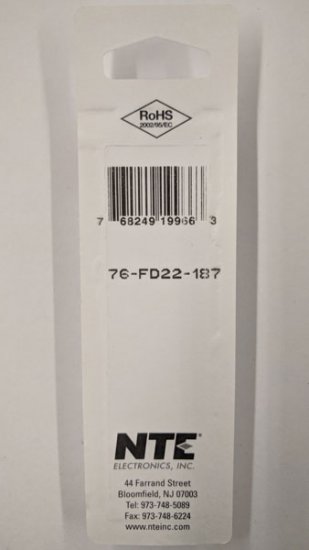 RoHS
2002/95/EC
7 68249 19966 3
76-FD22-187
NTE
ELECTRONICS, INC.
44 Farrand Street
Bloomfield, NJ 07003
Tel: 973-748-5089
Fax: 973-748-6224
www.nteinc.com